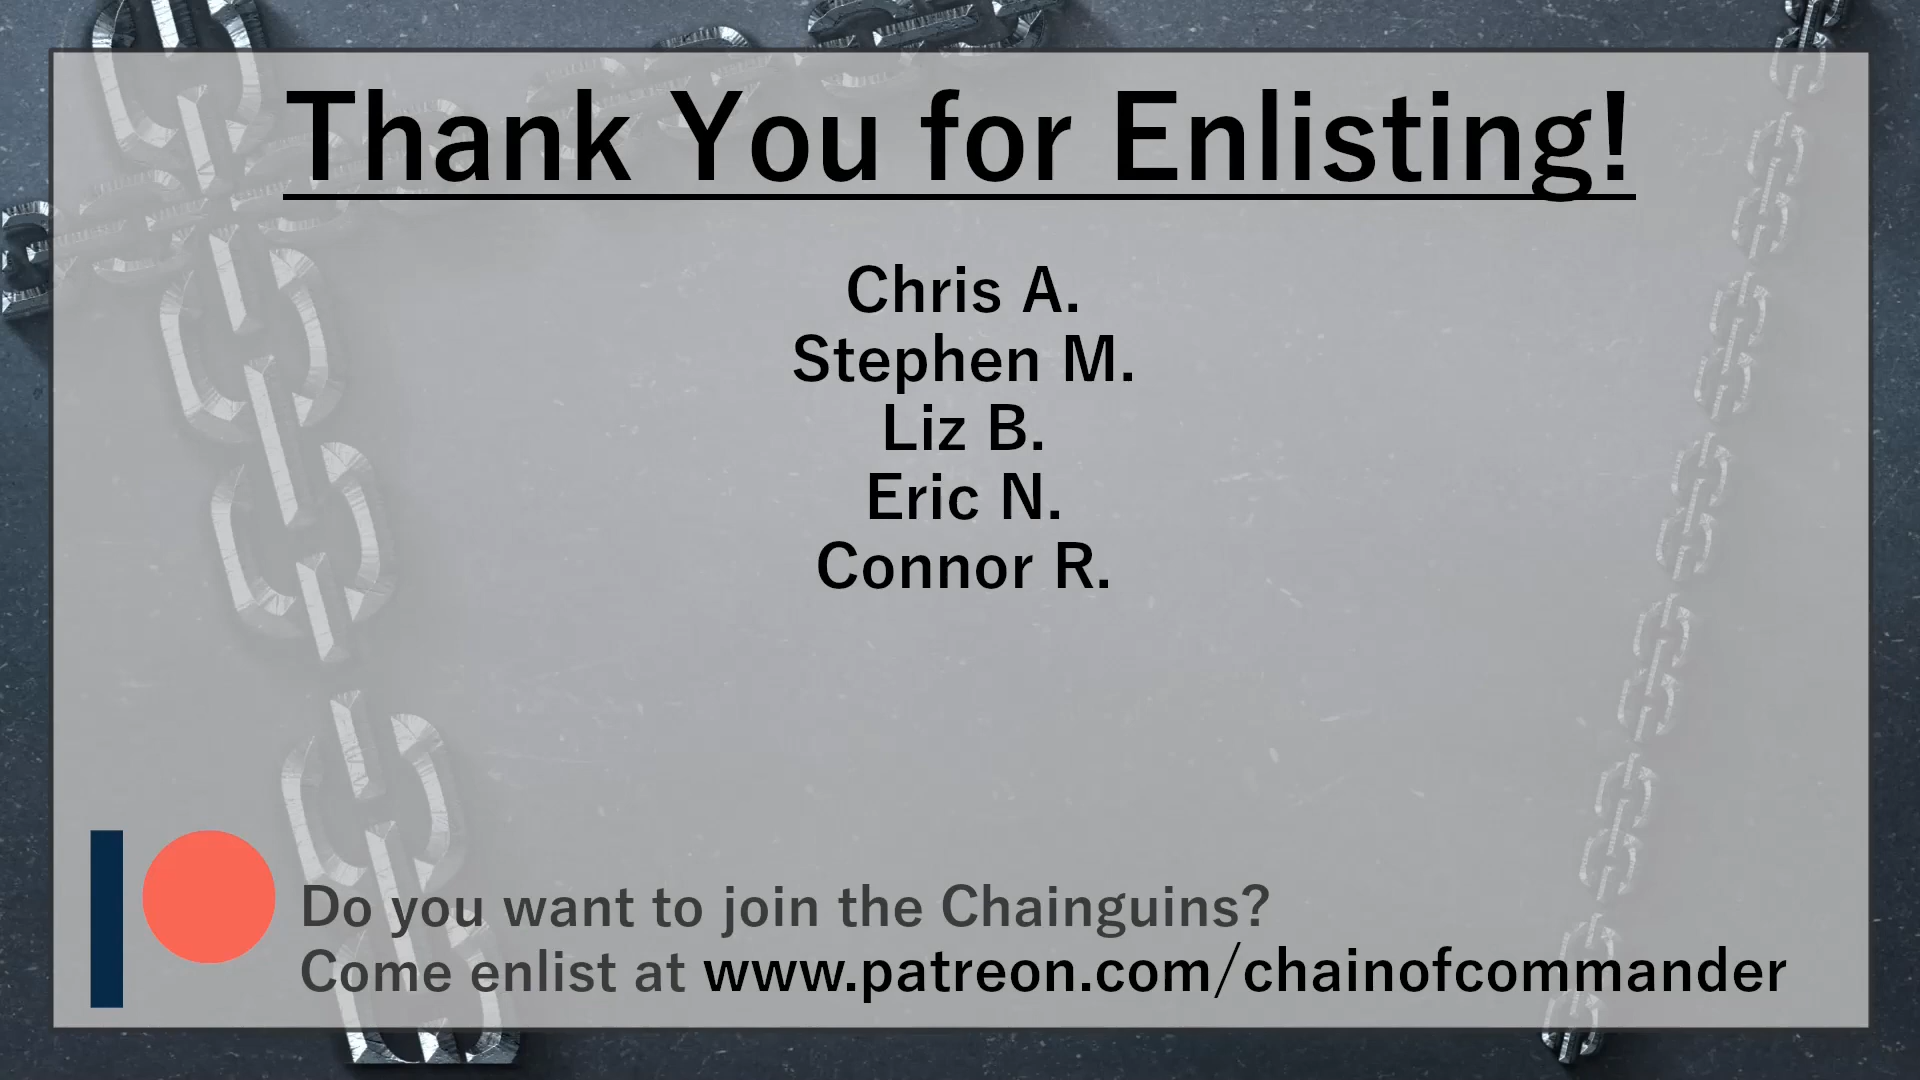 Thank You for Enlisting!
Chris A.
Stephen M.
Liz B.
Eric N.
Connor R.
Do you want to join the Chainguins?
Come enlist at www.patreon.com/chainofcommander